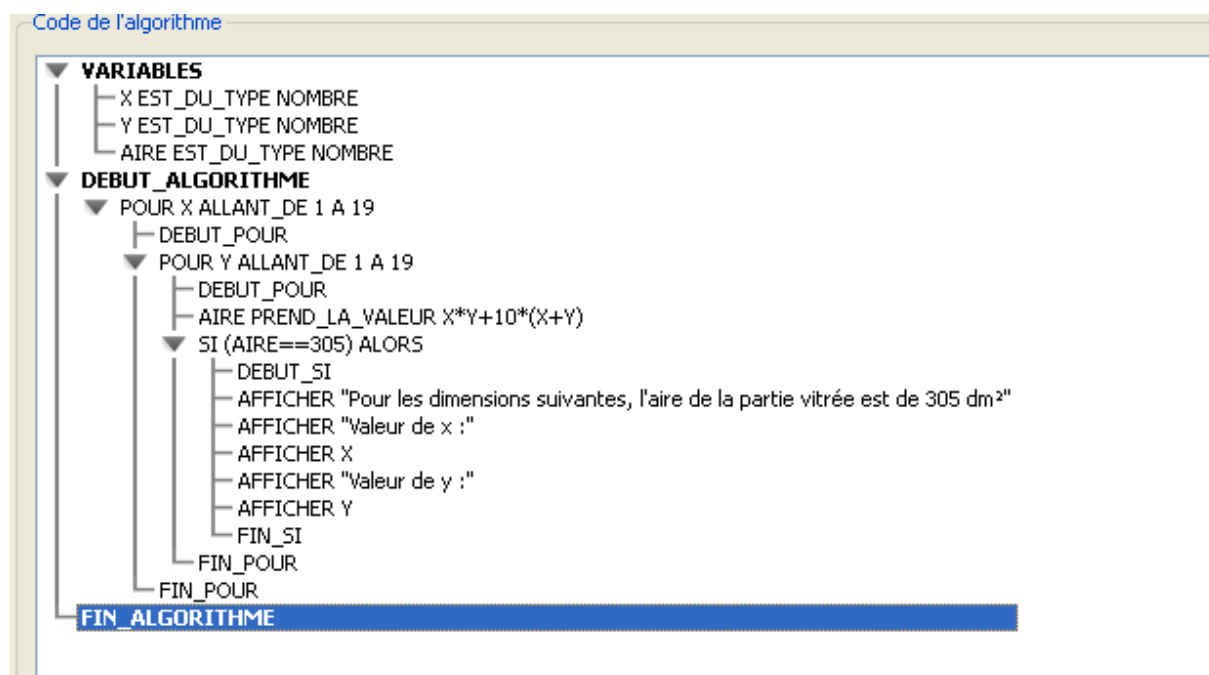 Code de l'algorithme
VARIABLES
X EST_DU_TYPE NOMBRE
Y EST_DU_TYPE NOMBRE
AIRE EST_DU_TYPE NOMBRE
DEBUT_ALGORITHME
POUR X ALLANT_DE 1 A 19
DEBUT_POUR
POUR Y ALLANT_DE 1 A 19
DEBUT_POUR
AIRE PREND_LA_VALEUR X*Y+10*(X+Y)
SI (AIRE==305) ALORS
DEBUT_SI
AFFICHER "Pour les dimensions suivantes, l'aire de la partie vitrée est de 305 dm²"
AFFICHER "Valeur de x :"
AFFICHER X
AFFICHER "Valeur de y :"
AFFICHER Y
FIN_SI
FIN_POUR
FIN_POUR
FIN_ALGORITHME